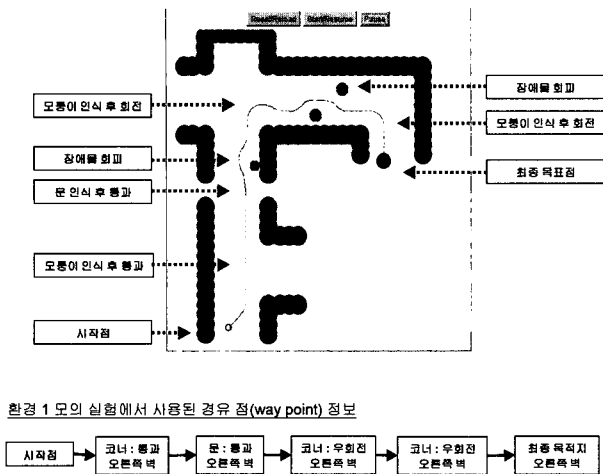 Reset/Reload Start/Resume Pause
장애물 회피
모퉁이 인식 후 회전
모퉁이 인식 후 회전
장애물 회피
최종 목표점
문 인식 후 통과
모퉁이 인식 후 통과
시작점
환경 1 모의 실험에서 사용된 경유 점(way point) 정보
시작점
코너 : 통과
오른쪽 벽
문 : 통과
오른쪽 벽
코너 : 우회전
오른쪽 벽
코너 : 우회전
오른쪽 벽
최종 목적지
오른쪽 벽